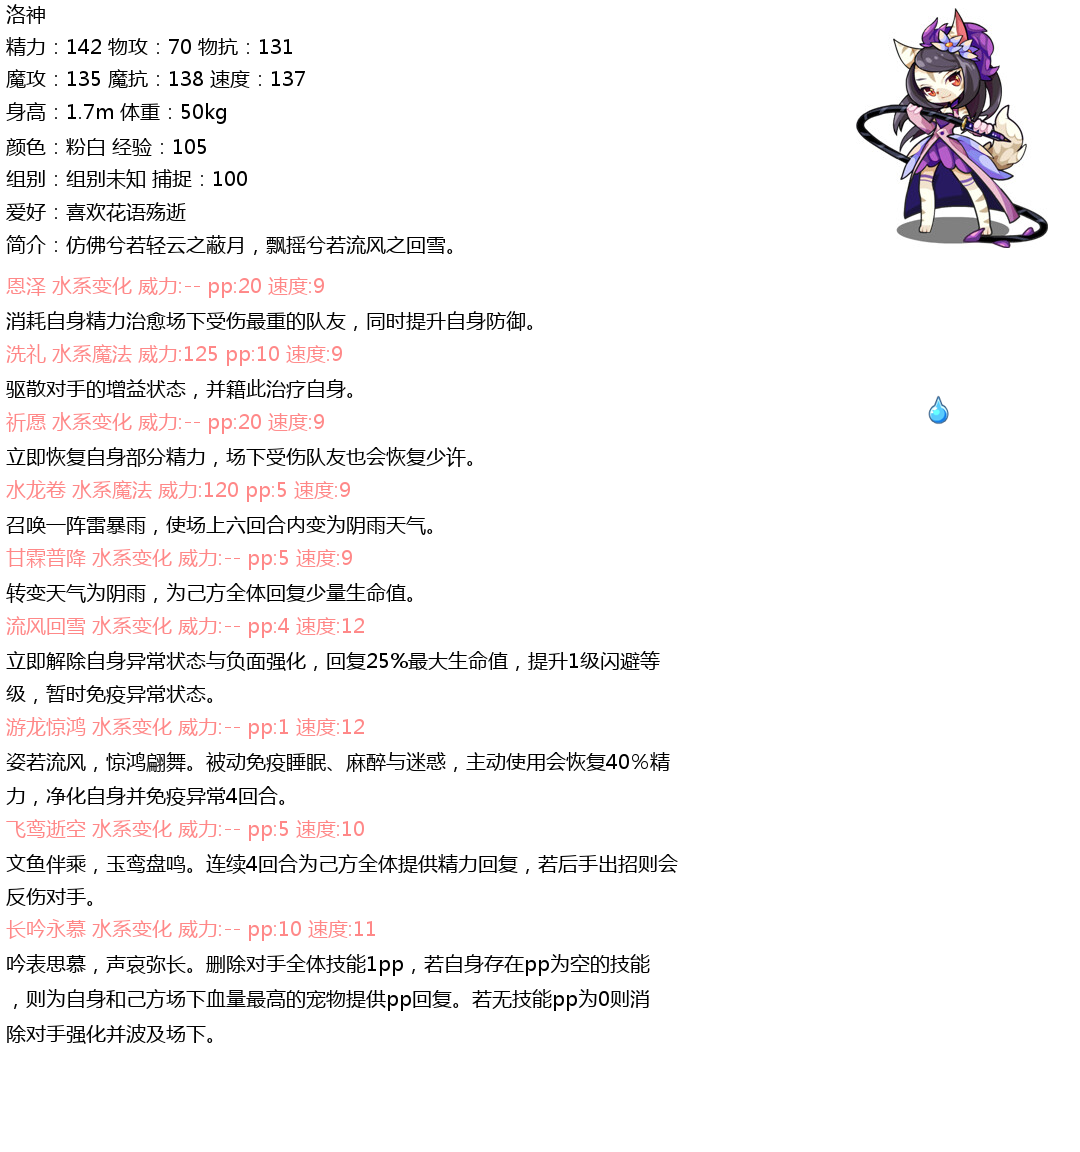 洛神
精力：142 物攻：70 物抗：131
魔攻：135 魔抗：138 速度：137
身高：1.7m 体重：50kg
颜色：粉白 经验：105
组别：组别未知 捕捉：100
爱好：喜欢花语殇逝
简介：仿佛兮若轻云之蔽月，飘摇兮若流风之回雪。
恩泽 水系变化 威力:-- pp:20 速度:9
消耗自身精力治愈场下受伤最重的队友，同时提升自身防御。
洗礼 水系魔法 威力:125 pp:10 速度:9
驱散对手的增益状态，并籍此治疗自身。
祈愿 水系变化 威力:-- pp:20 速度:9
立即恢复自身部分精力，场下受伤队友也会恢复少许。
水龙卷 水系魔法 威力:120 pp:5 速度:9
召唤一阵雷暴雨，使场上六回合内变为阴雨天气。
甘霖普降 水系变化 威力:-- pp:5 速度:9
转变天气为阴雨，为己方全体回复少量生命值。
流风回雪 水系变化 威力:-- pp:4 速度:12
立即解除自身异常状态与负面强化，回复25%最大生命值，提升1级闪避等
级，暂时免疫异常状态。
游龙惊鸿 水系变化 威力:-- pp:1 速度:12
姿若流风，惊鸿翩舞。被动免疫睡眠、麻醉与迷惑，主动使用会恢复40%精
力，净化自身并免疫异常4回合。
飞鸾逝空 水系变化 威力:-- pp:5 速度:10
文鱼伴乘，玉鸾盘鸣。连续4回合为己方全体提供精力回复，若后手出招则会
反伤对手。
长吟永慕 水系变化 威力:-- pp:10 速度:11
吟表思慕，声哀弥长。删除对手全体技能1pp，若自身存在pp为空的技能
，则为自身和己方场下血量最高的宠物提供pp回复。若无技能pp为0则消
除对手强化并波及场下。